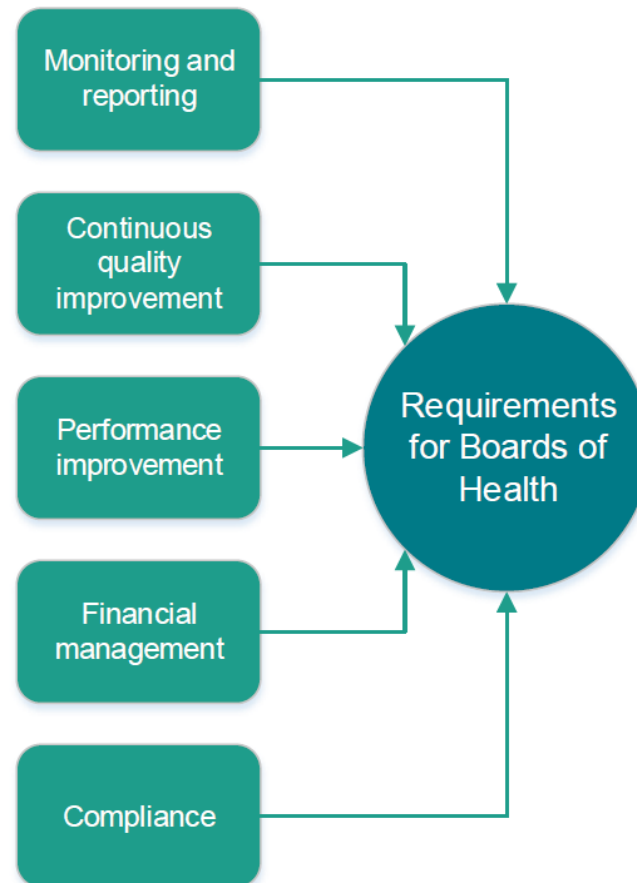 Monitoring and
reporting
Continuous
quality
improvement
Performance
improvement
Financial
management
Compliance
Requirements
for Boards of
Health